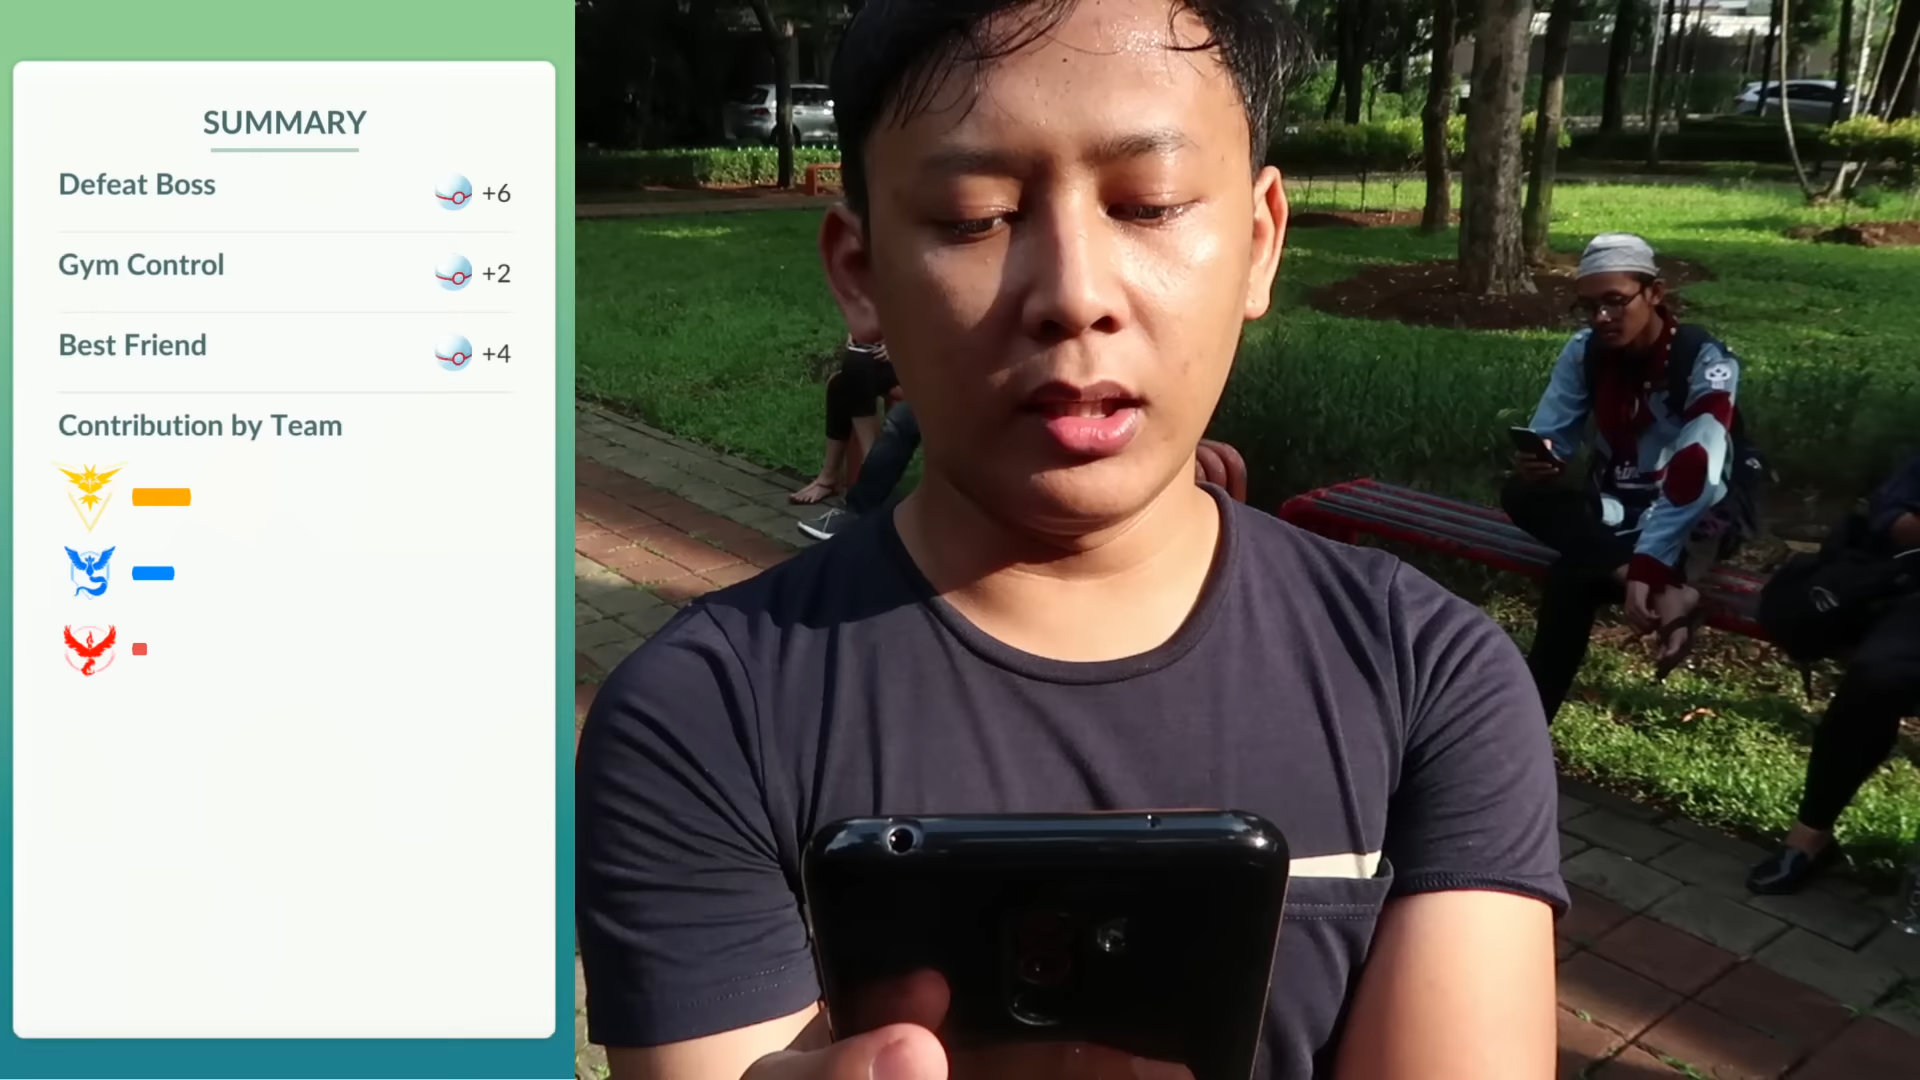 SUMMARY
Defeat Boss +6
Gym Control +2
Best Friend +4
Contribution by Team